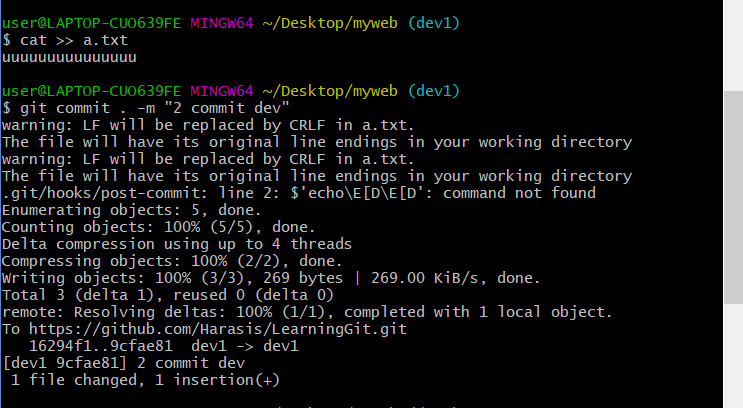 user@LAPTOP-CUO639FE MINGW64 ~/Desktop/myweb (dev1)
$ cat >> a.txt
uuuuuuuuuuuuuuu
user@LAPTOP-CUO639FE MINGW64 ~/Desktop/myweb (dev1)
$ git commit . -m "2 commit dev"
warning: LF will be replaced by CRLF in a.txt.
The file will have its original line endings in your working directory
warning: LF will be replaced by CRLF in a.txt.
The file will have its original line endings in your working directory
.git/hooks/post-commit: line 2: $'echo\E[D\E[D': command not found
Enumerating objects: 5, done.
Counting objects: 100% (5/5), done.
Delta compression using up to 4 threads
Compressing objects: 100% (2/2), done.
Writing objects: 100% (3/3), 269 bytes | 269.00 KiB/s, done.
Total 3 (delta 1), reused 0 (delta 0)
remote: Resolving deltas: 100% (1/1), completed with 1 local object.
To https://github.com/Harasis/LearningGit.git
   16294f1..9cfae81  dev1 -> dev1
[dev1 9cfae81] 2 commit dev
 1 file changed, 1 insertion(+)